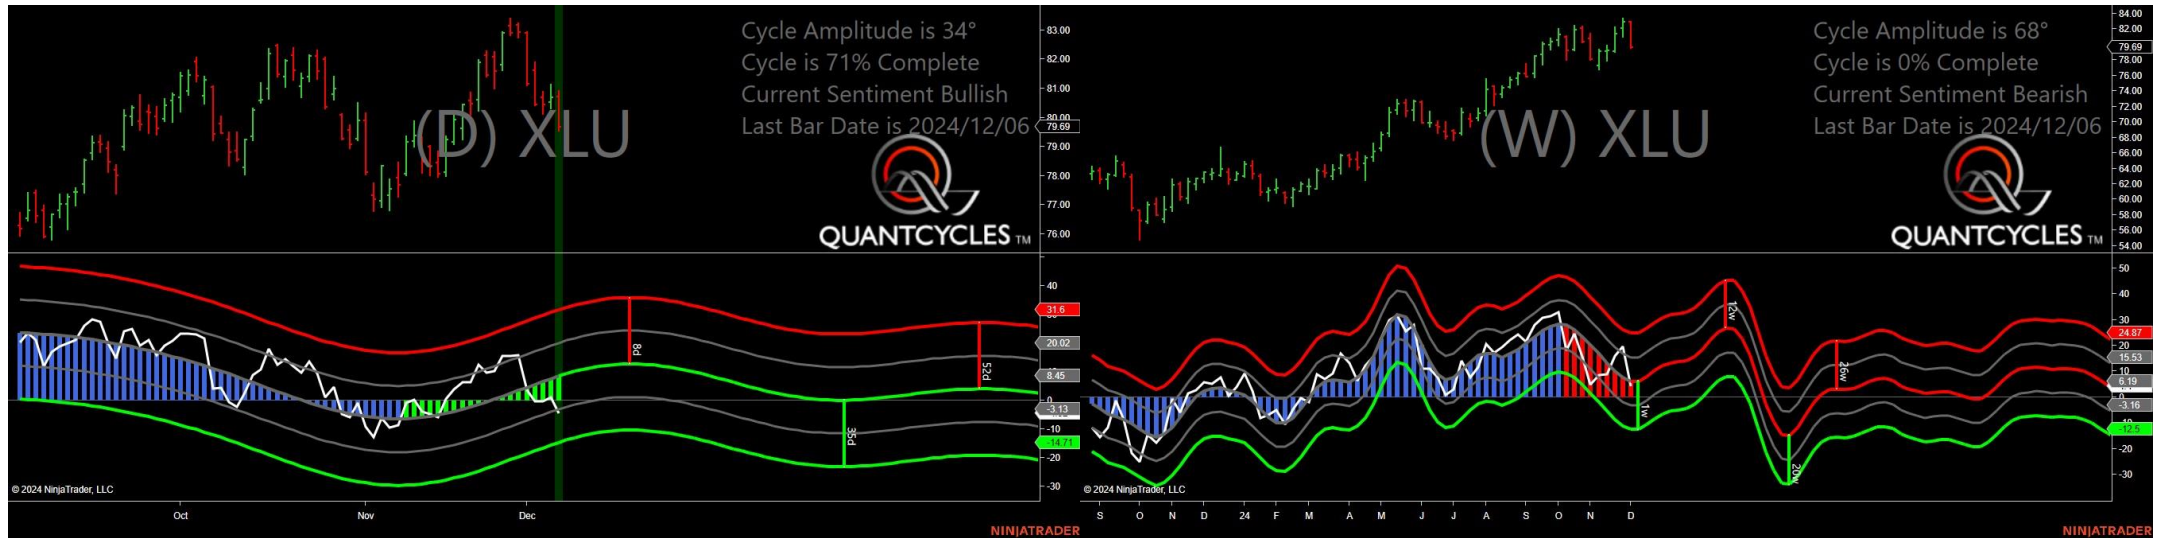 Cycle Amplitude is 34°
Cycle is 71% Complete
Current Sentiment Bullish
Last Bar Date is 2024/12/06
(D) XLU
QUANTCYCLES TM
83.00
82.00
81.00
80.00
79.69
78.00
77.00
76.00
40
31.6
20.02
8.45
0
-3.13
-10
-14.71
-20
-30
8d
35d
52d
© 2024 NinjaTrader, LLC
Oct
Nov
Dec
NINJATRADER
Cycle Amplitude is 68°
Cycle is 0% Complete
Current Sentiment Bearish
Last Bar Date is 2024/12/06
(W) XLU
QUANTCYCLES TM
84.00
82.00
79.69
78.00
76.00
74.00
72.00
70.00
68.00
66.00
64.00
62.00
60.00
58.00
56.00
54.00
50
40
30
24.87
20
15.53
10
6.19
0
-3.16
-12.5
-20
-30
1w
12w
20w
26w
© 2024 NinjaTrader, LLC
S O N D 24 F M A M J J A S O N D
NINJATRADER